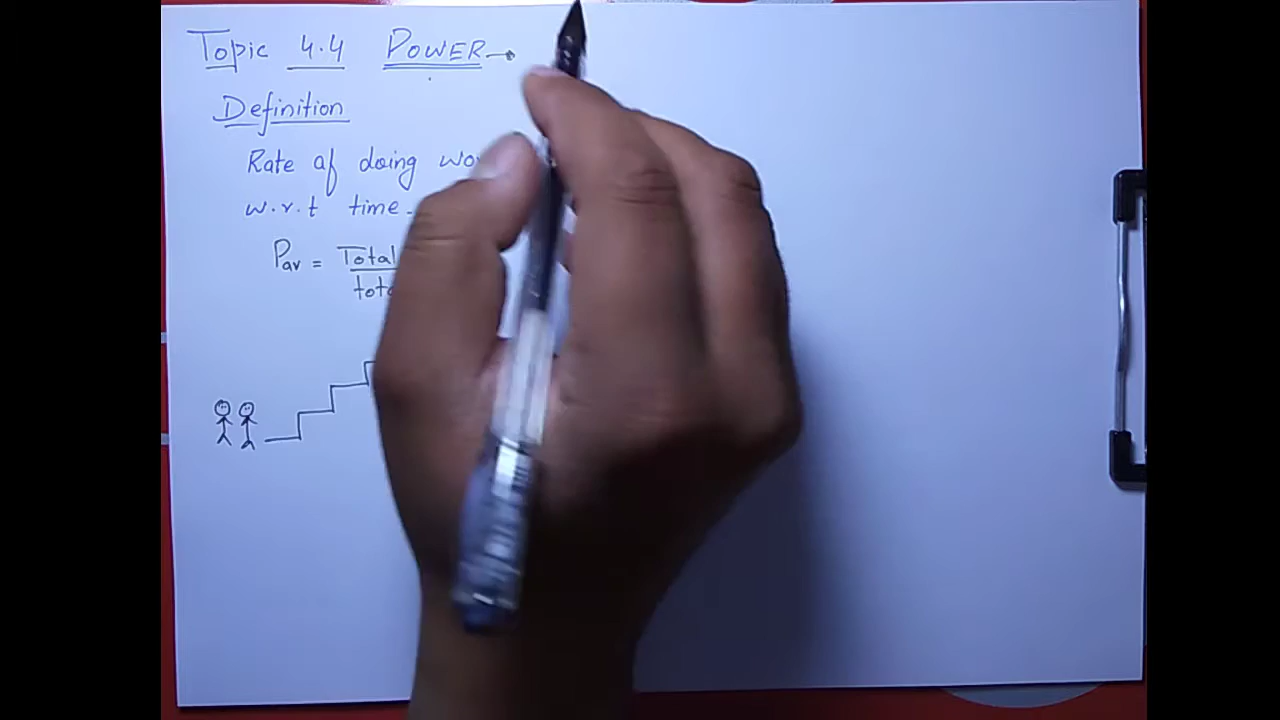 Topic 4.4 POWER
Definition
Rate of doing
w.r.t time.
Pav = Total